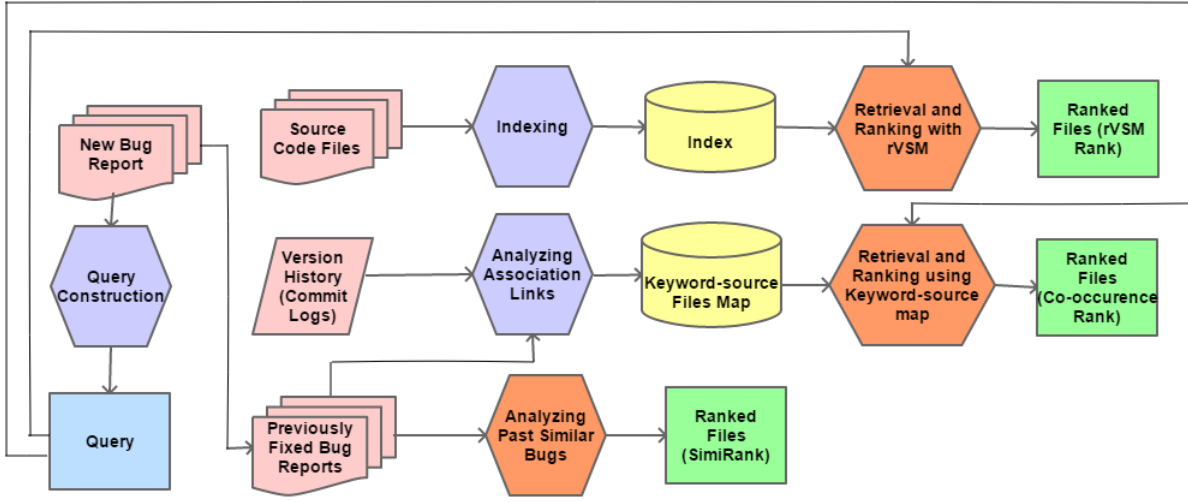 New Bug
Report
Source
Code Files
Indexing
Index
Retrieval and
Ranking with
rVSM
Ranked
Files (rVSM
Rank)
Query
Construction
Version
History
(Commit
Logs)
Analyzing
Association
Links
Keyword-source
Files Map
Retrieval and
Ranking using
Keyword-source
map
Ranked
Files
(Co-occurence
Rank)
Query
Previously
Fixed Bug
Reports
Analyzing
Past Similar
Bugs
Ranked
Files
(SimiRank)